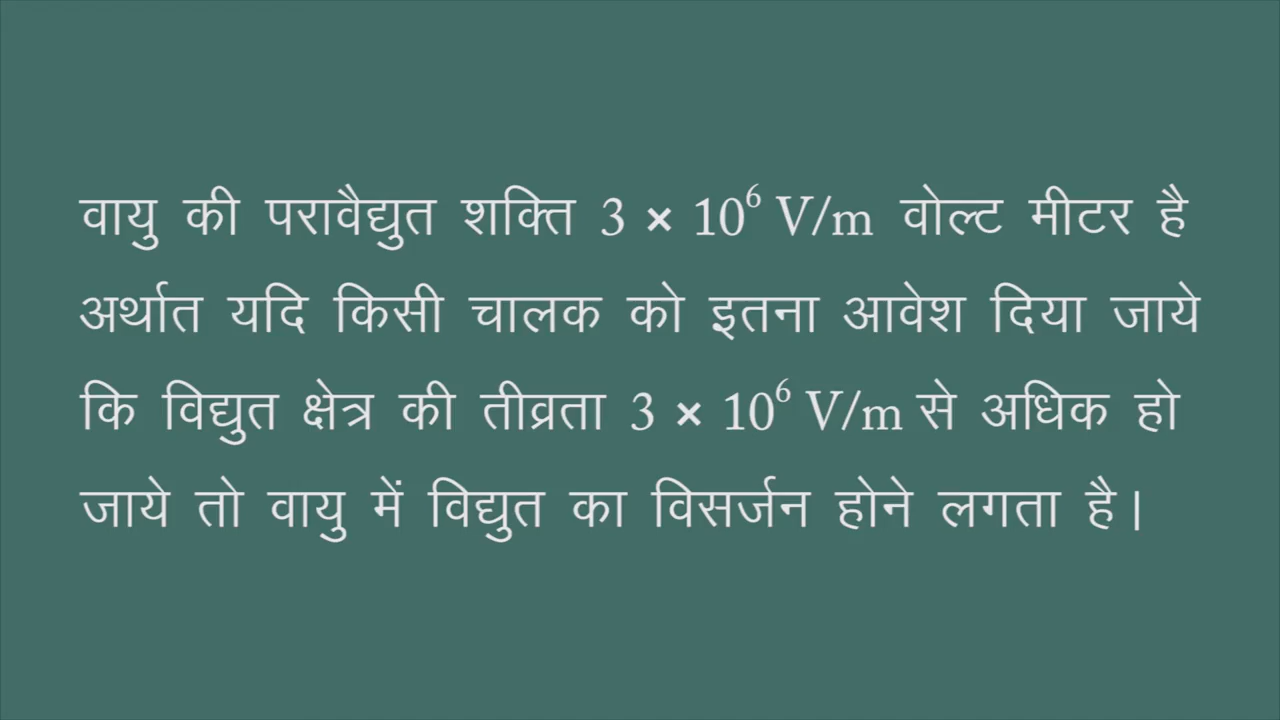 वायु की परावैद्युत शक्ति 3 × 10⁶ V/m वोल्ट मीटर है
अर्थात यदि किसी चालक को इतना आवेश दिया जाये
कि विद्युत क्षेत्र की तीव्रता 3 × 10⁶ V/m से अधिक हो
जाये तो वायु में विद्युत का विसर्जन होने लगता है।